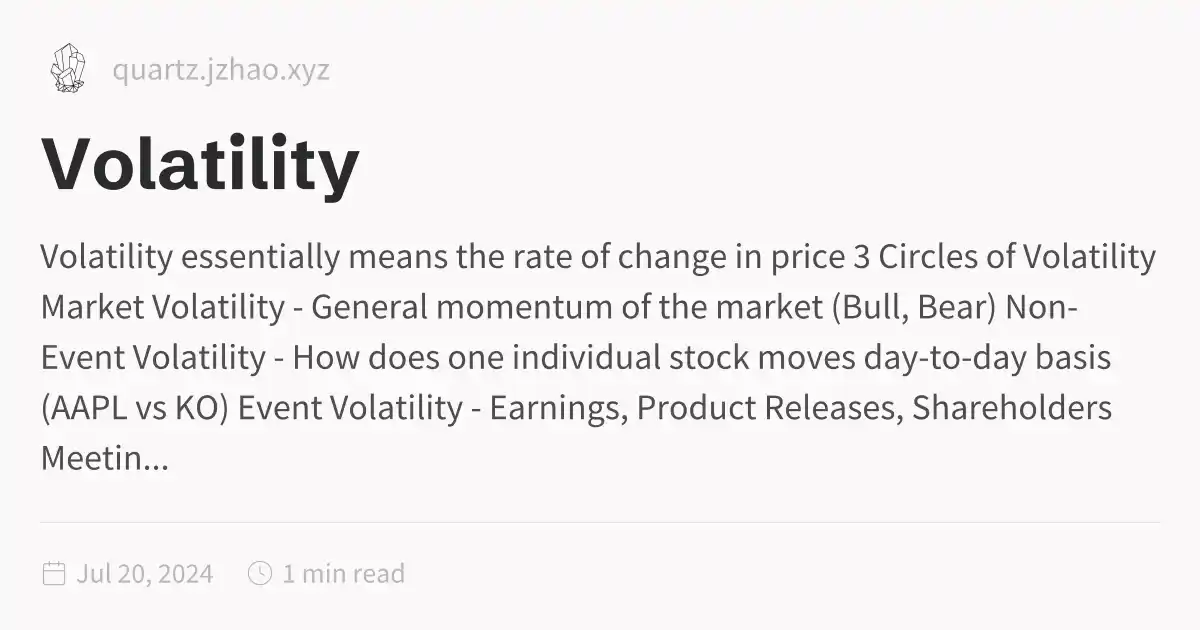 quartz.jzhao.xyz
Volatility
Volatility essentially means the rate of change in price 3 Circles of Volatility
Market Volatility - General momentum of the market (Bull, Bear) Non-
Event Volatility - How does one individual stock moves day-to-day basis
(AAPL vs KO) Event Volatility - Earnings, Product Releases, Shareholders
Meetin...
Jul 20, 2024 1 min read